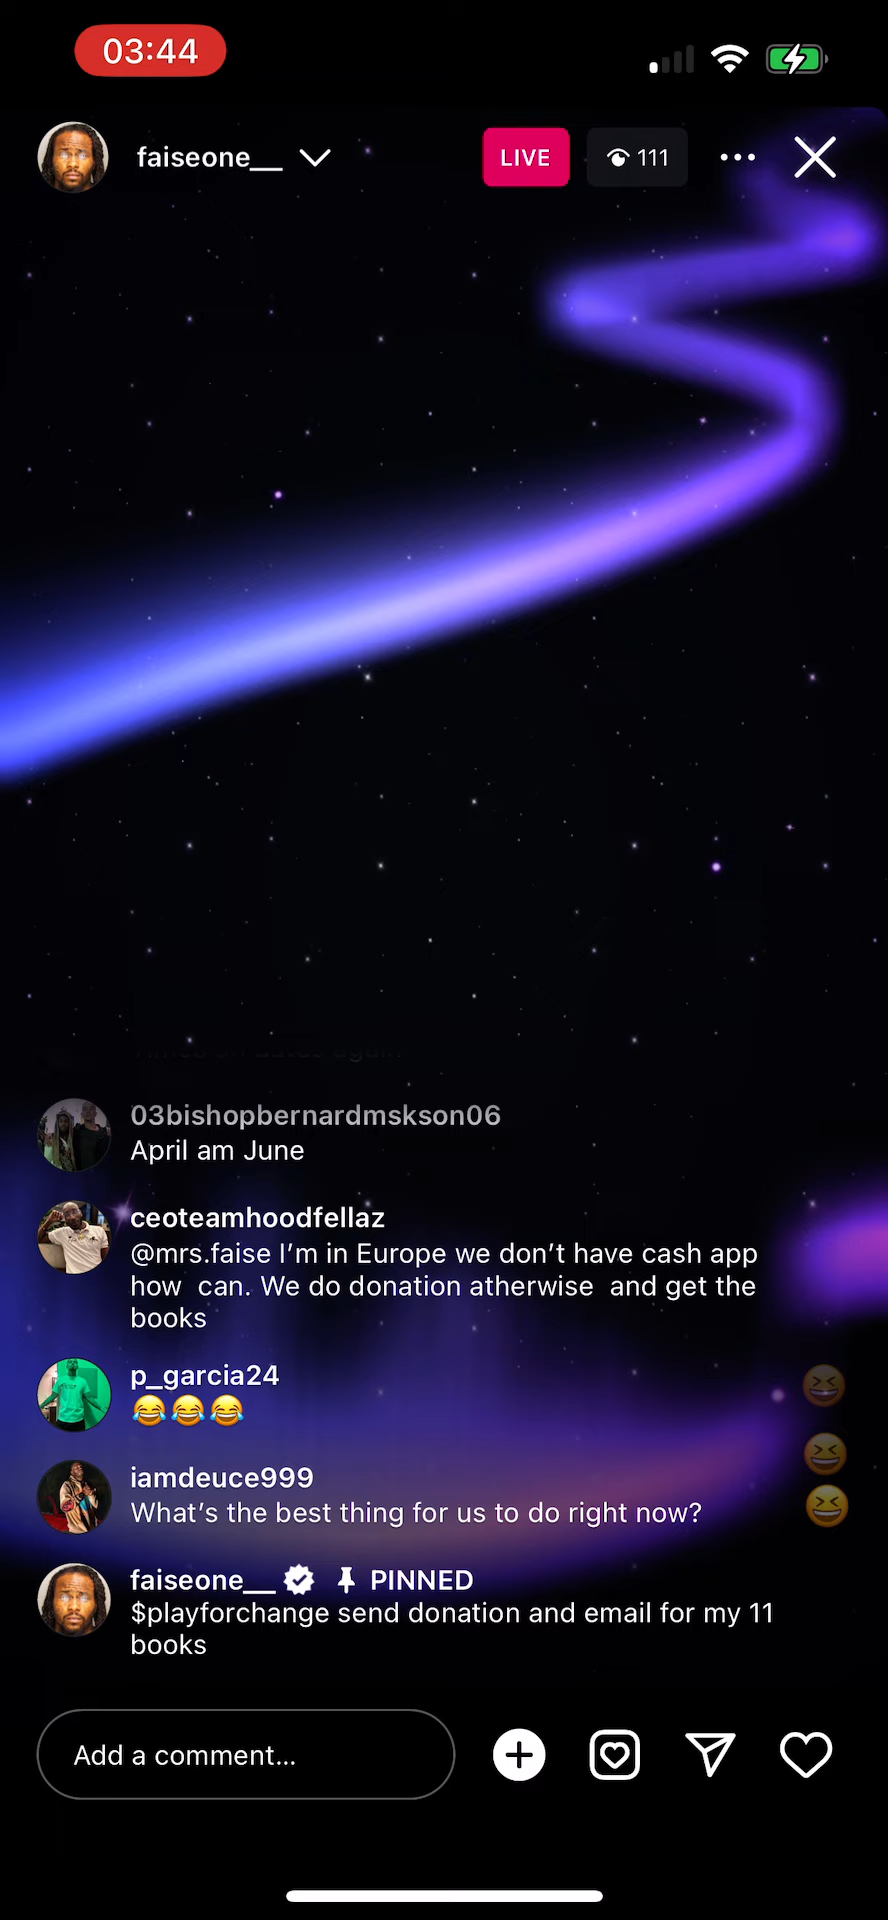 03:44
faiseone__
LIVE
111
03bishopbernardmskson06
April am June
ceoteamhoodfellaz
@mrs.faise I’m in Europe we don’t have cash app
how  can. We do donation atherwise  and get the
books
p_garcia24
😂😂😂
iamdeuce999
What’s the best thing for us to do right now?
faiseone__ PINNED
$playforchange send donation and email for my 11
books
Add a comment...